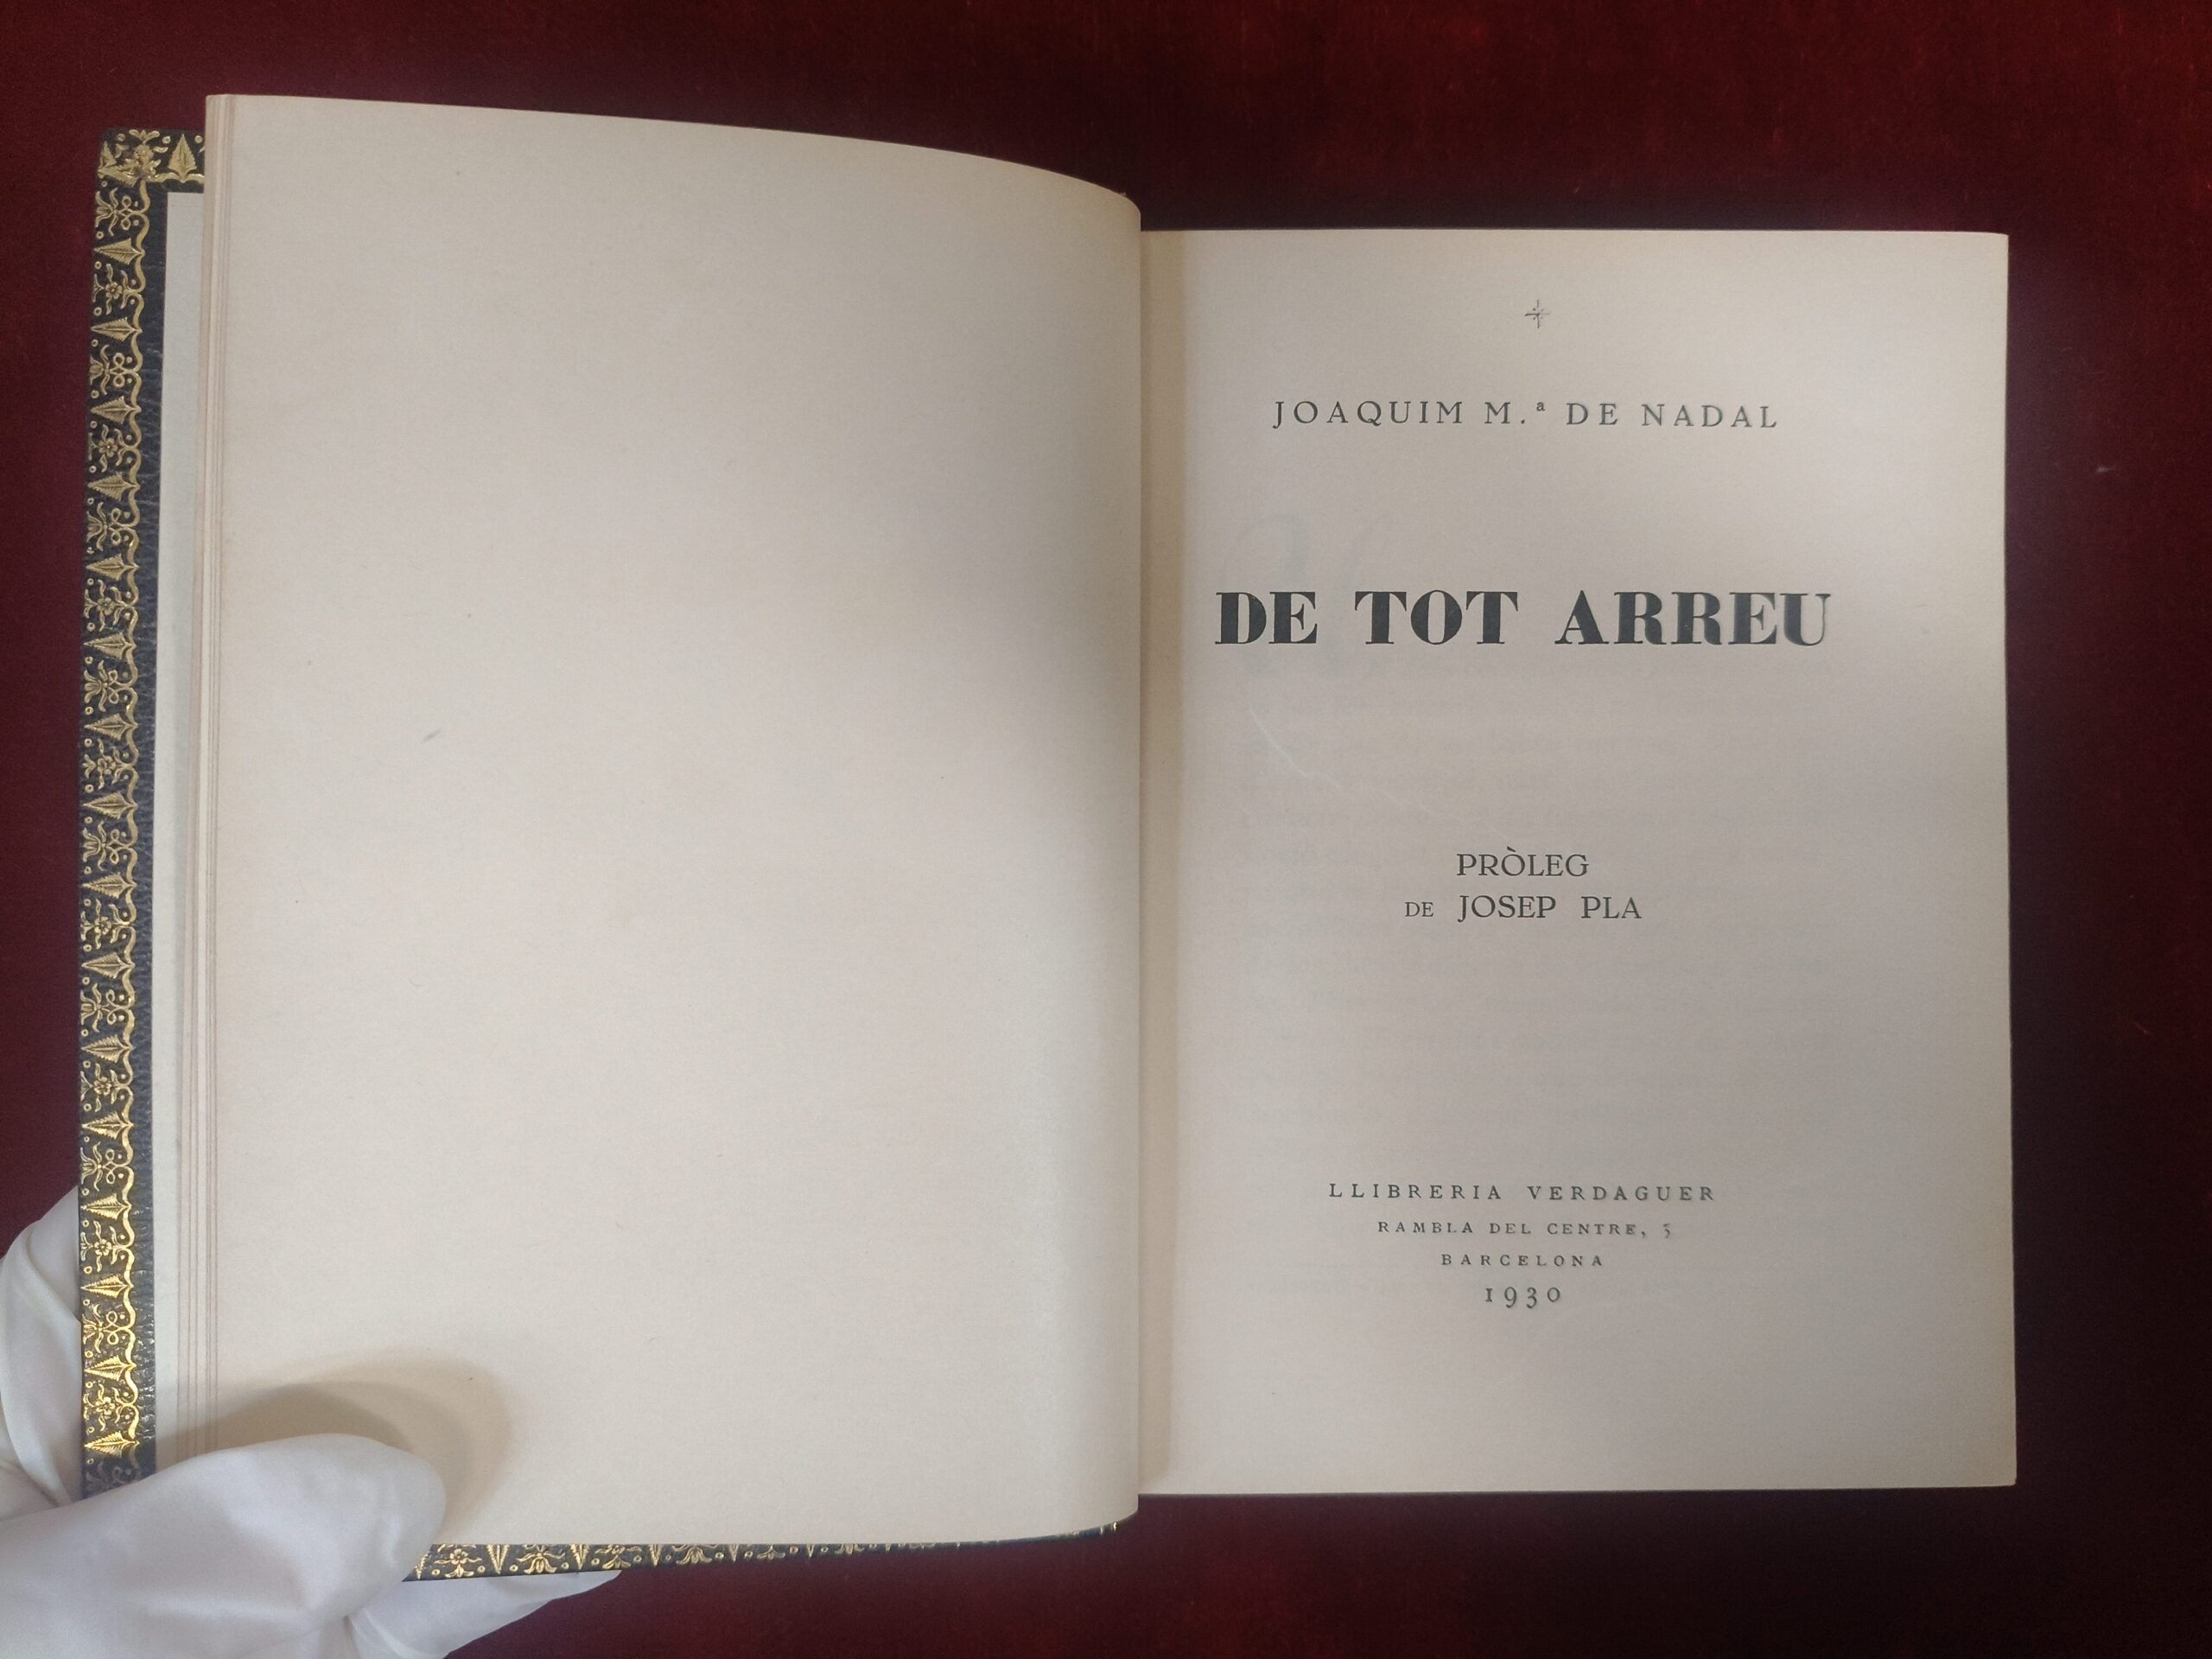 JOAQUIM M.ª DE NADAL
DE TOT ARREU
PRÒLEG
DE JOSEP PLA
LLIBRERIA VERDAGUER
RAMBLA DEL CENTRE, 5
BARCELONA
1930